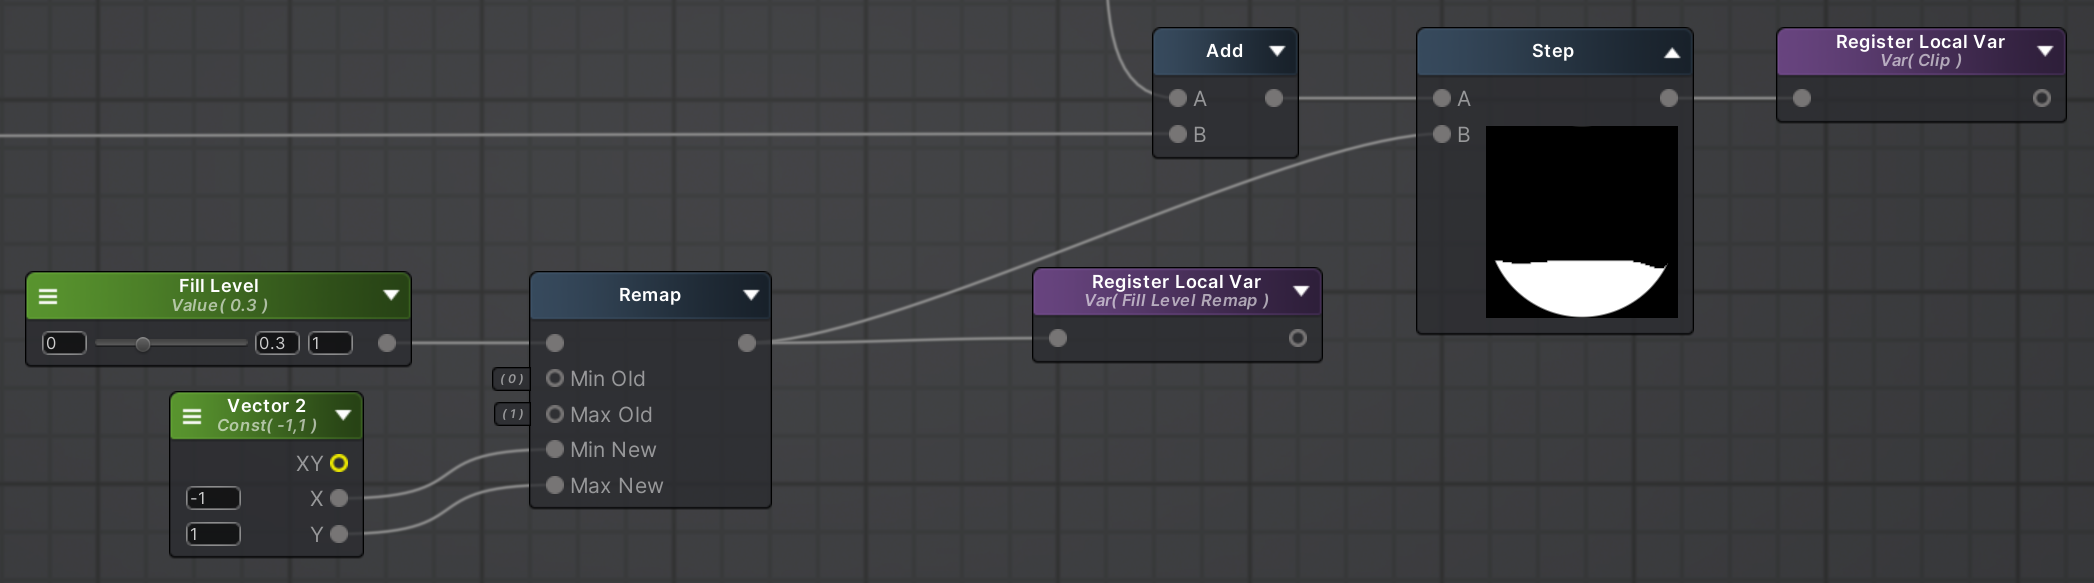 Add
A
B
Step
A
B
Register Local Var
Var( Clip )
Fill Level
Value( 0.3 )
0
0.3
1
Remap
(0)
Min Old
(1)
Max Old
Min New
Max New
Register Local Var
Var( Fill Level Remap )
Vector 2
Const( -1,1 )
XY
-1
X
1
Y